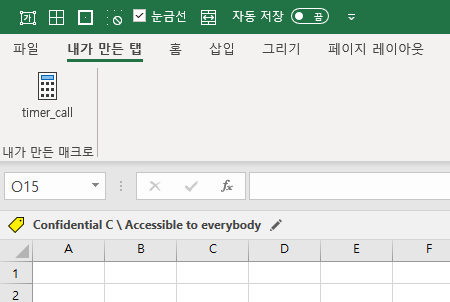 가
눈금선 자동 저장 끔
파일 내가 만든 탭 홈 삽입 그리기 페이지 레이아웃
timer_call
내가 만든 매크로
O15 fx
Confidential C \ Accessible to everybody
A B C D E F
1
2